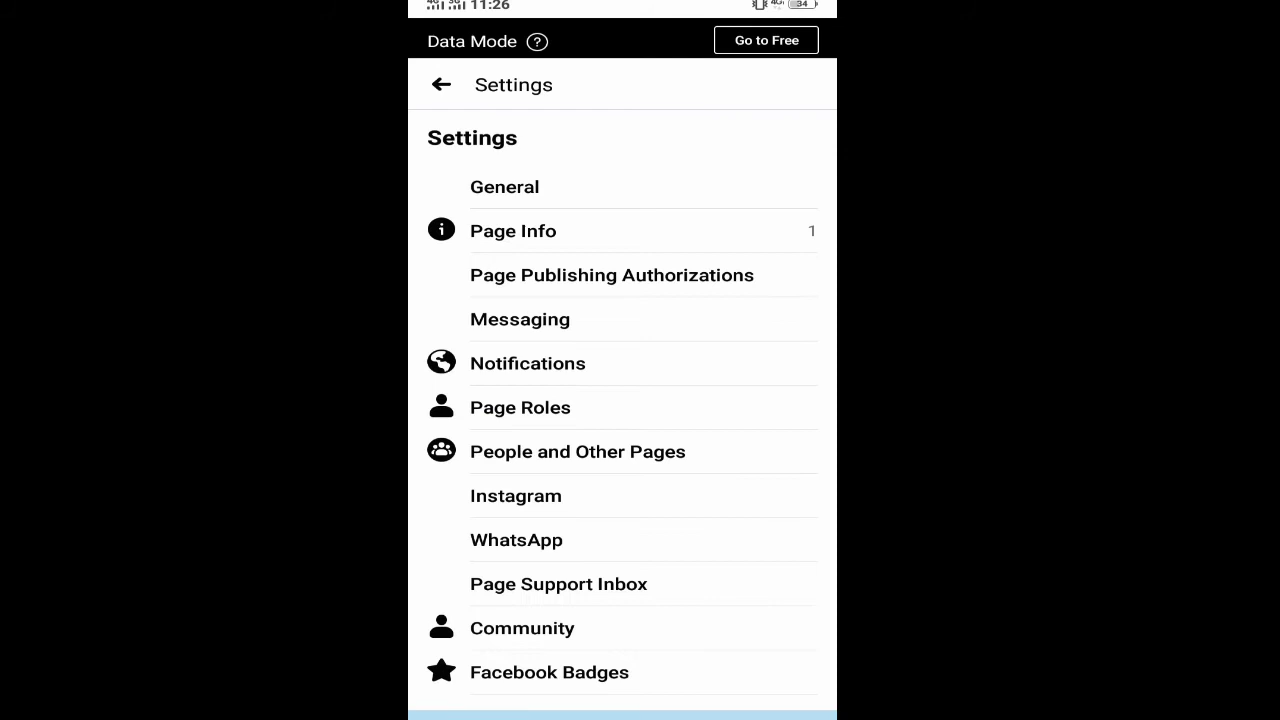 11:26
34
Data Mode ?
Go to Free
Settings
Settings
General
Page Info 1
Page Publishing Authorizations
Messaging
Notifications
Page Roles
People and Other Pages
Instagram
WhatsApp
Page Support Inbox
Community
Facebook Badges